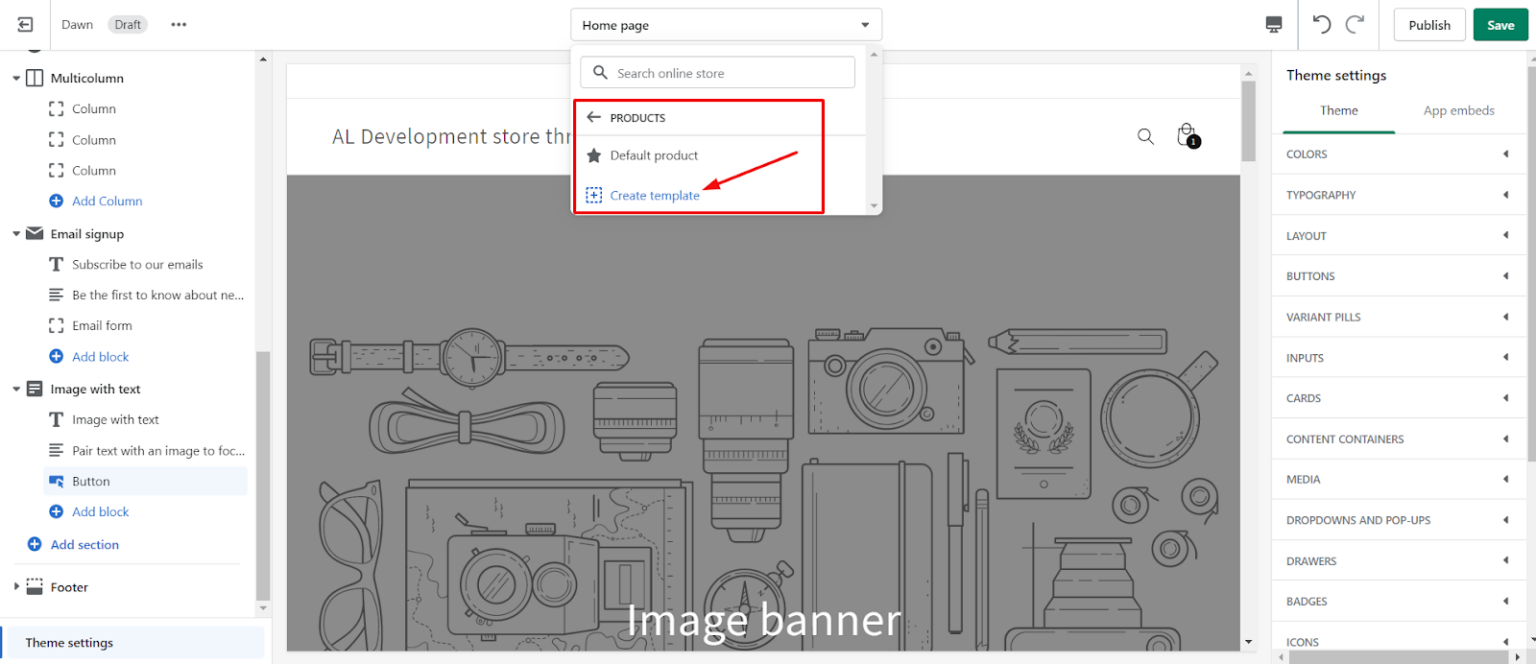 Dawn
Draft
Home page
Publish
Save
Multicolumn
Column
Column
Column
Add Column
Email signup
Subscribe to our emails
Be the first to know about ne...
Email form
Add block
Image with text
Image with text
Pair text with an image to foc...
Button
Add block
Add section
Footer
Theme settings
Search online store
PRODUCTS
Default product
Create template
AL Development store thr
1
Image banner
Theme settings
Theme
App embeds
COLORS
TYPOGRAPHY
LAYOUT
BUTTONS
VARIANT PILLS
INPUTS
CARDS
CONTENT CONTAINERS
MEDIA
DROPDOWNS AND POP-UPS
DRAWERS
BADGES
ICONS